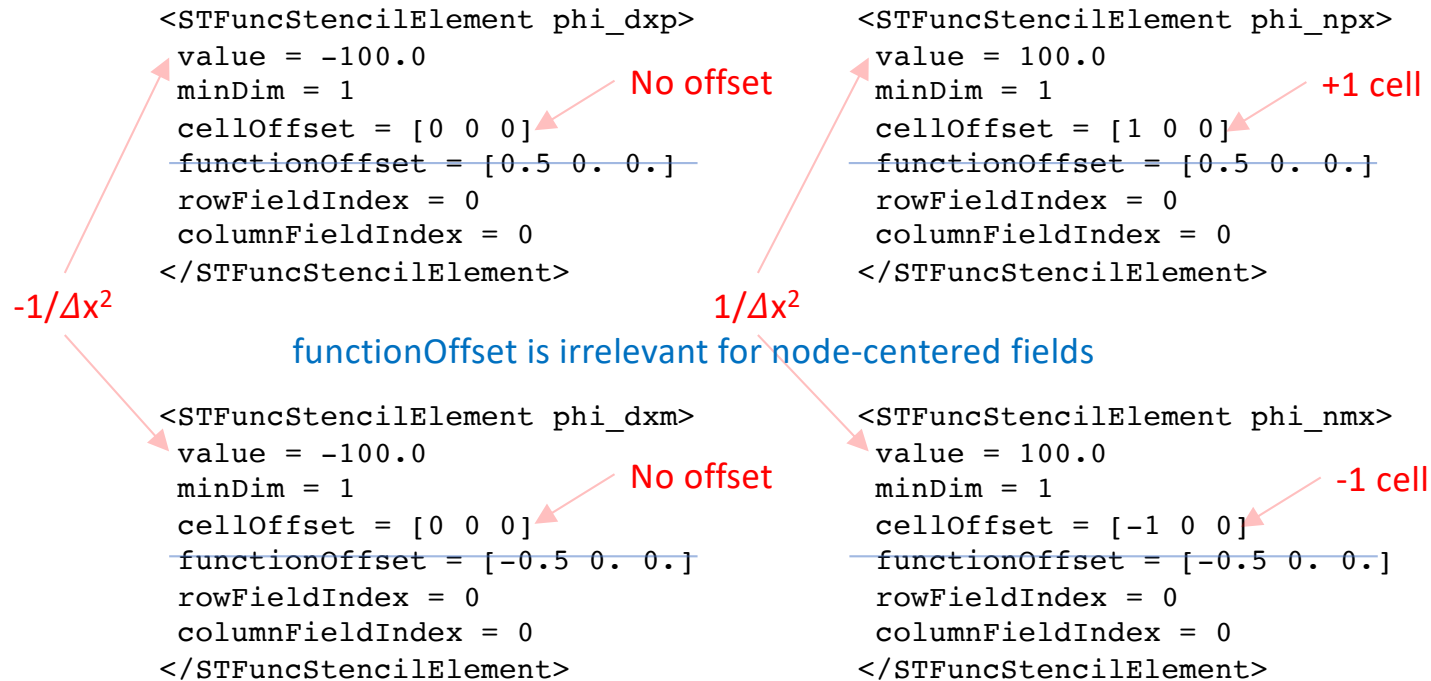 <STFuncStencilElement phi_dxp>
value = -100.0
minDim = 1
cellOffset = [0 0 0]
functionOffset = [0.5 0. 0.]
rowFieldIndex = 0
columnFieldIndex = 0
</STFuncStencilElement>
No offset
<STFuncStencilElement phi_npx>
value = 100.0
minDim = 1
cellOffset = [1 0 0]
functionOffset = [0.5 0. 0.]
rowFieldIndex = 0
columnFieldIndex = 0
</STFuncStencilElement>
+1 cell
-1/Δx²
1/Δx²
functionOffset is irrelevant for node-centered fields
<STFuncStencilElement phi_dxm>
value = -100.0
minDim = 1
cellOffset = [0 0 0]
functionOffset = [-0.5 0. 0.]
rowFieldIndex = 0
columnFieldIndex = 0
</STFuncStencilElement>
No offset
<STFuncStencilElement phi_nmx>
value = 100.0
minDim = 1
cellOffset = [-1 0 0]
functionOffset = [-0.5 0. 0.]
rowFieldIndex = 0
columnFieldIndex = 0
</STFuncStencilElement>
-1 cell